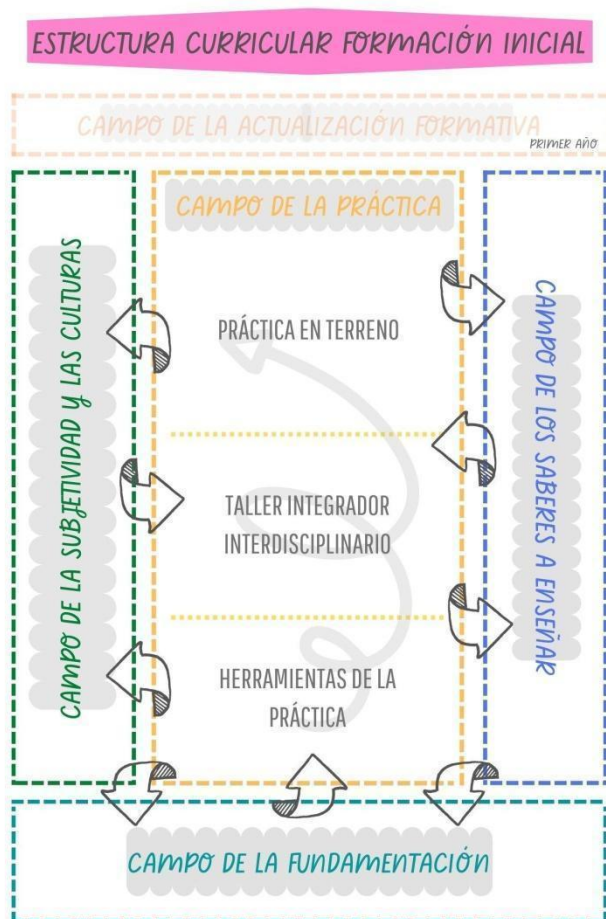 ESTRUCTURA CURRICULAR FORMACIÓN INICIAL
CAMPO DE LA ACTUALIZACIÓN FORMATIVA
PRIMER AÑO
CAMPO DE LA SUBJETIVIDAD Y LAS CULTURAS
CAMPO DE LA PRÁCTICA
PRÁCTICA EN TERRENO
TALLER INTEGRADOR
INTERDISCIPLINARIO
HERRAMIENTAS DE LA
PRÁCTICA
CAMPO DE LOS SABERES A ENSEÑAR
CAMPO DE LA FUNDAMENTACIÓN